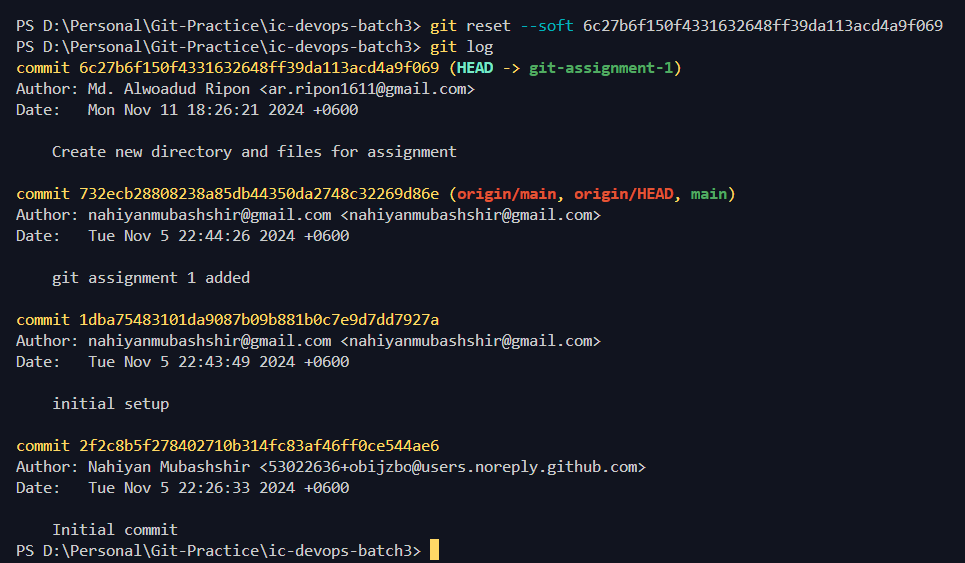 PS D:\Personal\Git-Practice\ic-devops-batch3> git reset --soft 6c27b6f150f4331632648ff39da113acd4a9f069
PS D:\Personal\Git-Practice\ic-devops-batch3> git log
commit 6c27b6f150f4331632648ff39da113acd4a9f069 (HEAD -> git-assignment-1)
Author: Md. Alwoadud Ripon <ar.ripon1611@gmail.com>
Date:   Mon Nov 11 18:26:21 2024 +0600
    Create new directory and files for assignment
commit 732ecb28808238a85db44350da2748c32269d86e (origin/main, origin/HEAD, main)
Author: nahiyanmubashshir@gmail.com <nahiyanmubashshir@gmail.com>
Date:   Tue Nov 5 22:44:26 2024 +0600
    git assignment 1 added
commit 1dba75483101da9087b09b881b0c7e9d7dd7927a
Author: nahiyanmubashshir@gmail.com <nahiyanmubashshir@gmail.com>
Date:   Tue Nov 5 22:43:49 2024 +0600
    initial setup
commit 2f2c8b5f278402710b314fc83af46ff0ce544ae6
Author: Nahiyan Mubashshir <53022636+obijzbo@users.noreply.github.com>
Date:   Tue Nov 5 22:26:33 2024 +0600
    Initial commit
PS D:\Personal\Git-Practice\ic-devops-batch3>